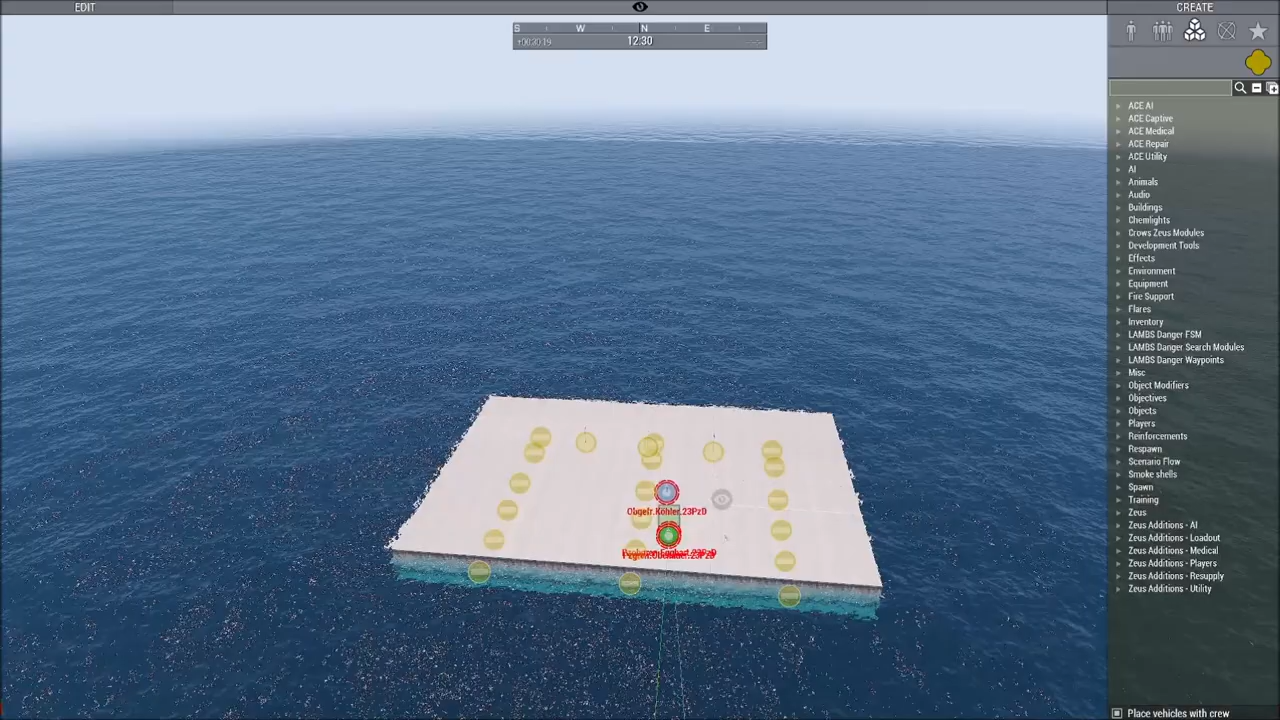 EDIT
CREATE
S W N E
12:30
ACE AI
ACE Captive
ACE Medical
ACE Repair
ACE Utility
AI
Animals
Audio
Buildings
Chemlights
Crows Zeus Modules
Development Tools
Effects
Environment
Equipment
Fire Support
Flares
Inventory
LAMBS Danger FSM
LAMBS Danger Search Modules
LAMBS Danger Waypoints
Misc
Object Modifiers
Objectives
Objects
Players
Reinforcements
Respawn
Scenario Flow
Smoke shells
Spawn
Training
Zeus
Zeus Additions - AI
Zeus Additions - Loadout
Zeus Additions - Medical
Zeus Additions - Players
Zeus Additions - Resupply
Zeus Additions - Utility
Obgefr.Köhler.23PzD
Place vehicles with crew